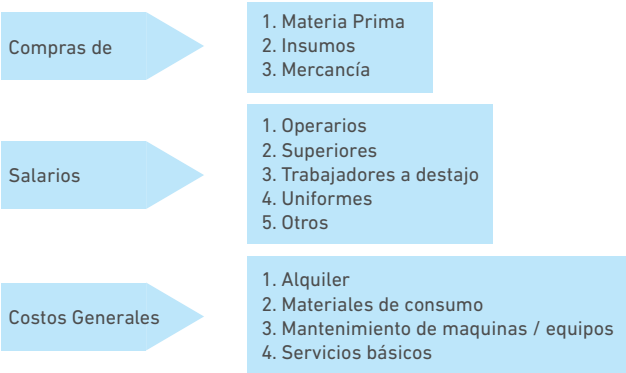 Compras de
1. Materia Prima
2. Insumos
3. Mercancía
Salarios
1. Operarios
2. Superiores
3. Trabajadores a destajo
4. Uniformes
5. Otros
Costos Generales
1. Alquiler
2. Materiales de consumo
3. Mantenimiento de maquinas / equipos
4. Servicios básicos